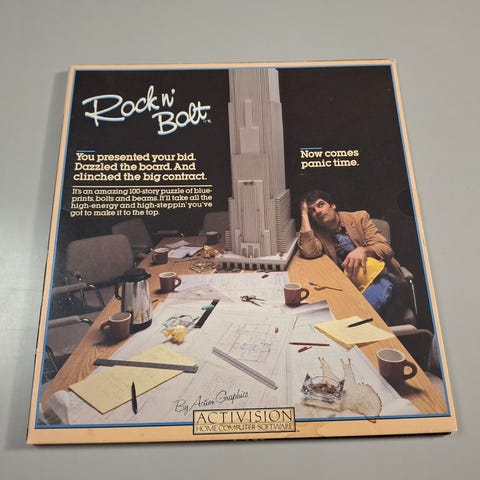 Rock n'
Bolt™
You presented your bid.
Dazzled the board. And
clinched the big contract.
It's an amazing 100-story puzzle of blue-
prints, bolts and beams. It'll take all the
high-energy and high-steppin' you've
got to make it to the top.
Now comes
panic time.
By Action Graphics
ACTIVISION
HOME COMPUTER SOFTWARE™